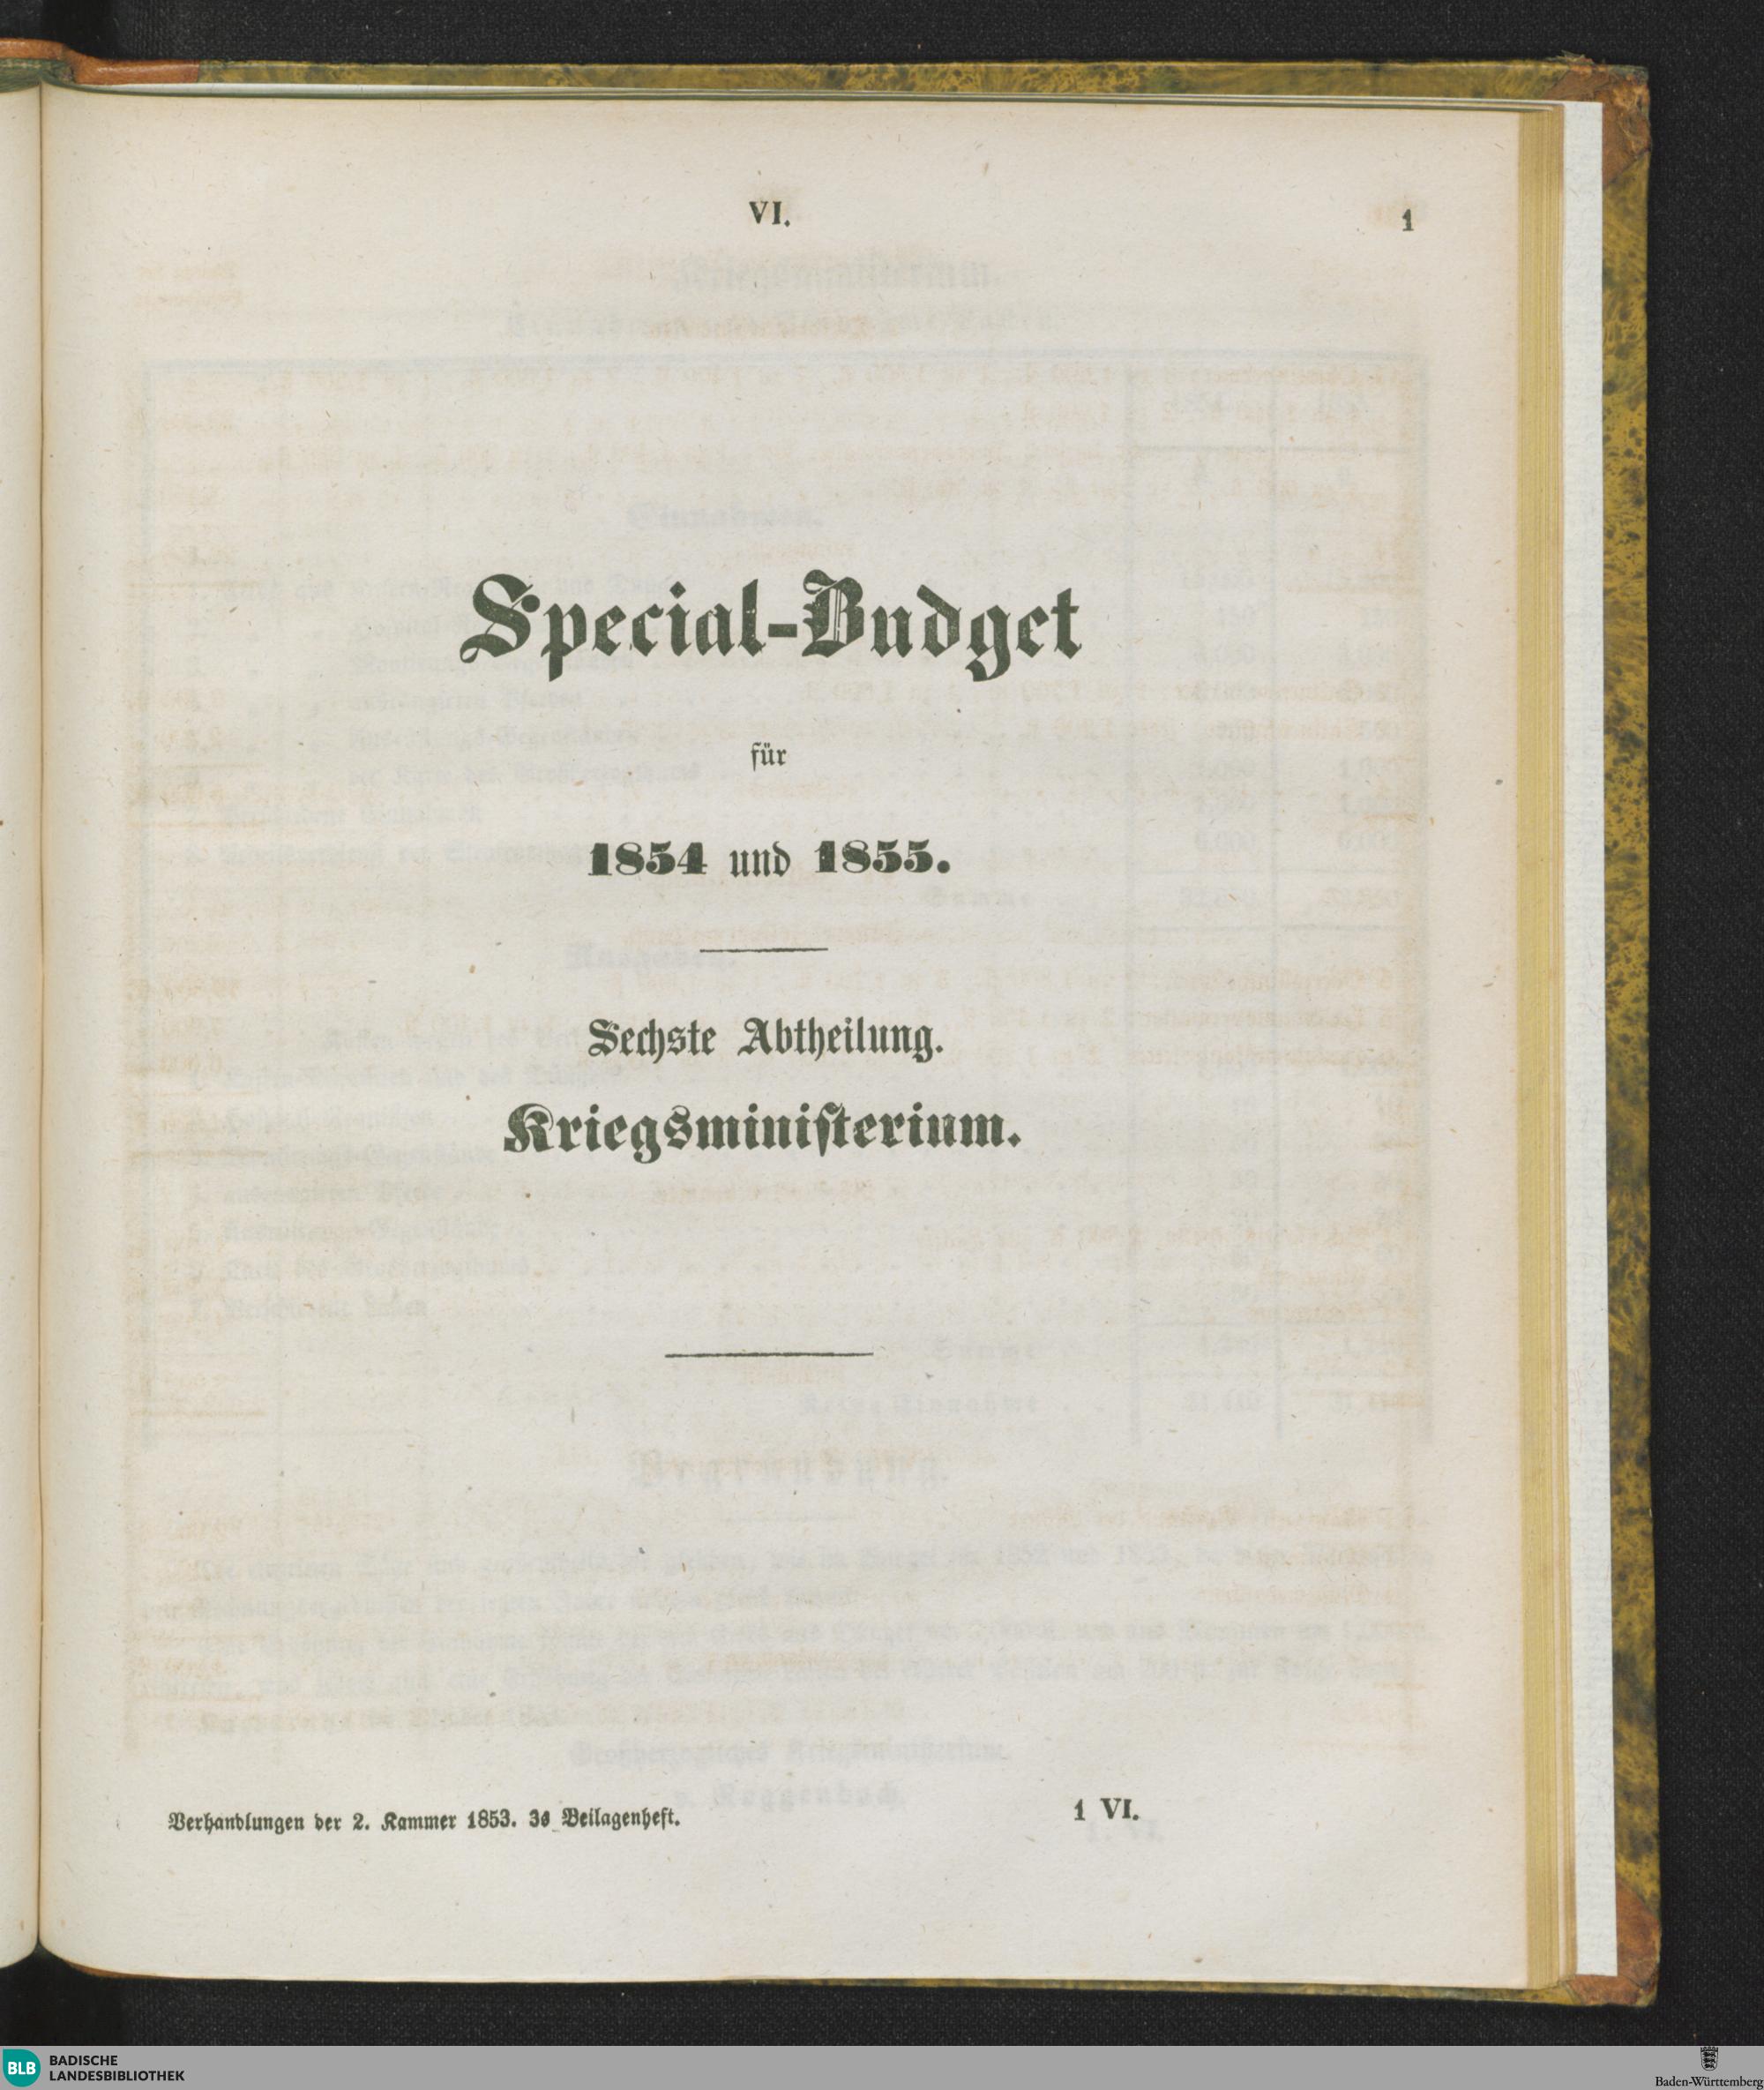 VI.
1
Special-Budget
für
1854 und 1855.
Sechste Abtheilung.
Kriegsministerium.
Verhandlungen der 2. Kammer 1853. 3s Beilagenheft.
1 VI.
BLB BADISCHE
LANDESBIBLIOTHEK
Baden-Württemberg